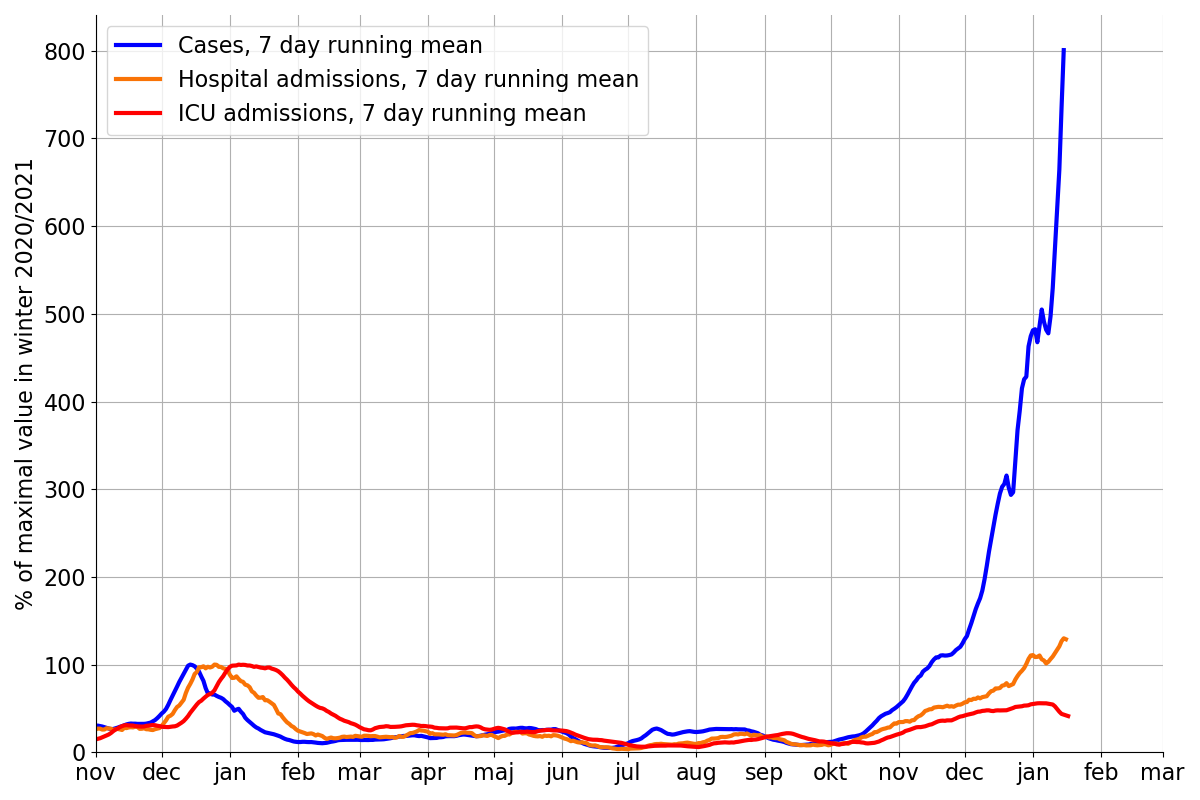 Cases, 7 day running mean
Hospital admissions, 7 day running mean
ICU admissions, 7 day running mean
% of maximal value in winter 2020/2021
800
700
600
500
400
300
200
100
0
nov dec jan feb mar apr maj jun jul aug sep okt nov dec jan feb mar